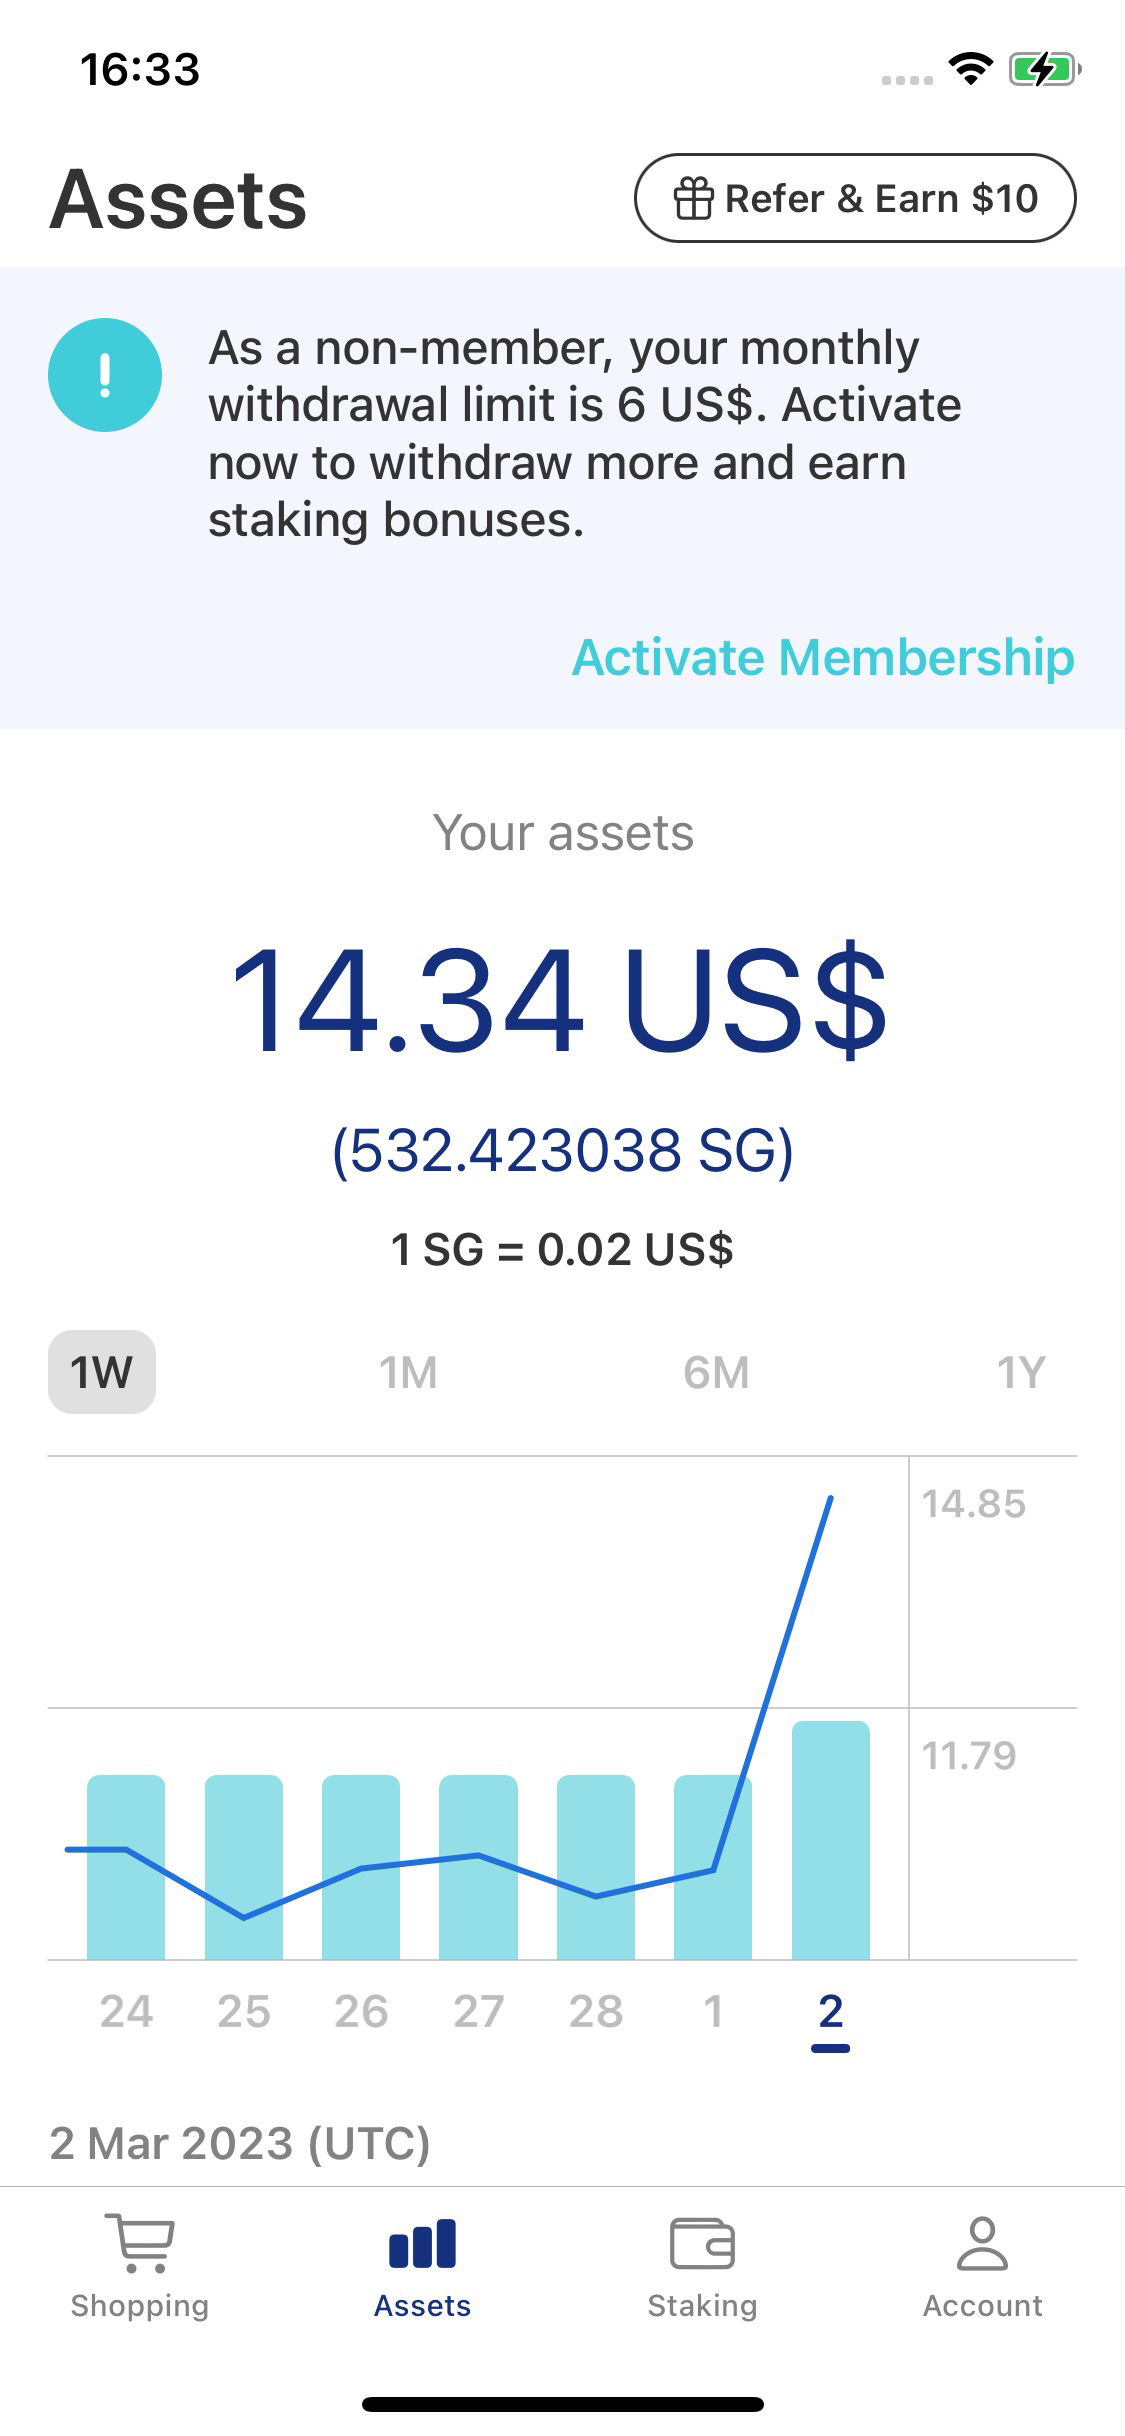 16:33
Assets
Refer & Earn $10
As a non-member, your monthly
withdrawal limit is 6 US$. Activate
now to withdraw more and earn
staking bonuses.
Activate Membership
Your assets
14.34 US$
(532.423038 SG)
1 SG = 0.02 US$
1W 1M 6M 1Y
14.85
11.79
24 25 26 27 28 1 2
2 Mar 2023 (UTC)
Shopping Assets Staking Account